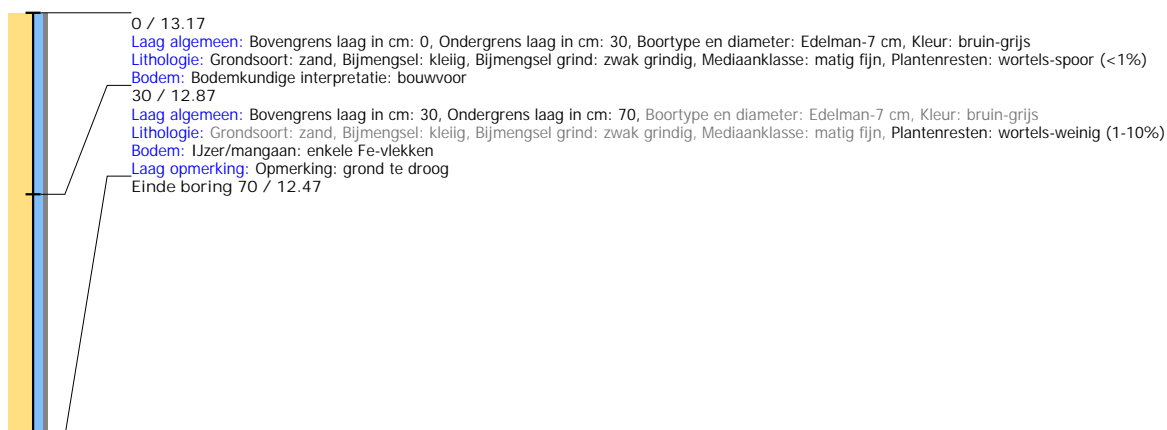 0 / 13.17
Laag algemeen: Bovengrens laag in cm: 0, Ondergrens laag in cm: 30, Boortype en diameter: Edelman-7 cm, Kleur: bruin-grijs
Lithologie: Grondsoort: zand, Bijmengsel: kleiig, Bijmengsel grind: zwak grindig, Mediaanklasse: matig fijn, Plantenresten: wortels-spoor (<1%)
Bodem: Bodemkundige interpretatie: bouwvoor
30 / 12.87
Laag algemeen: Bovengrens laag in cm: 30, Ondergrens laag in cm: 70, Boortype en diameter: Edelman-7 cm, Kleur: bruin-grijs
Lithologie: Grondsoort: zand, Bijmengsel: kleiig, Bijmengsel grind: zwak grindig, Mediaanklasse: matig fijn, Plantenresten: wortels-weinig (1-10%)
Bodem: IJzer/mangaan: enkele Fe-vlekken
Laag opmerking: Opmerking: grond te droog
Einde boring 70 / 12.47